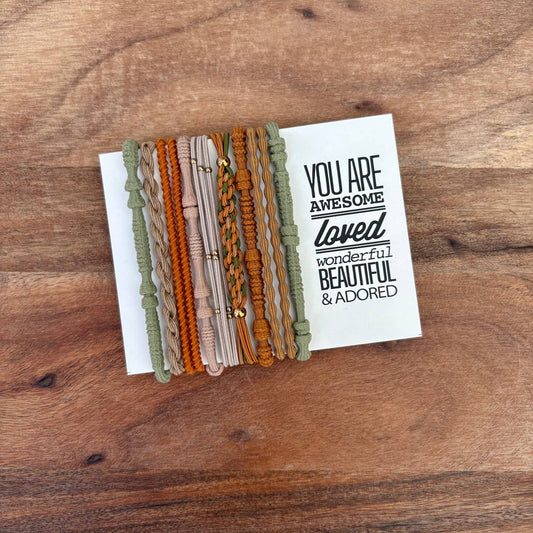 YOU ARE
AWESOME
loved
wonderful
BEAUTIFUL
& ADORED